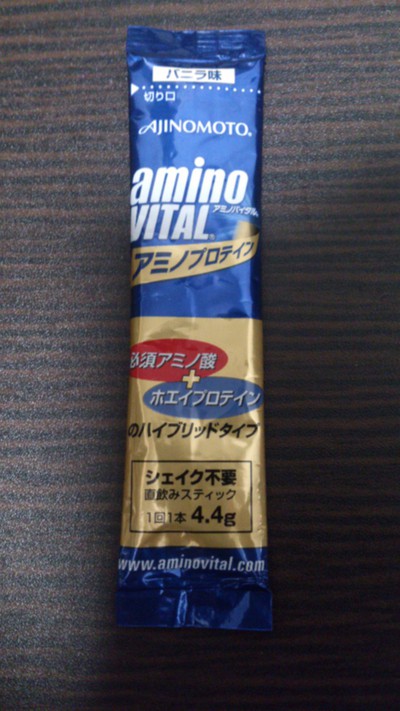 バニラ味
切り口
AJINOMOTO®
amino
VITAL®
アミノバイタル®
アミノプロテイン
必須アミノ酸
+
ホエイプロテイン
のハイブリッドタイプ
シェイク不要
直飲みスティック
1回1本 4.4g
www.aminovital.com